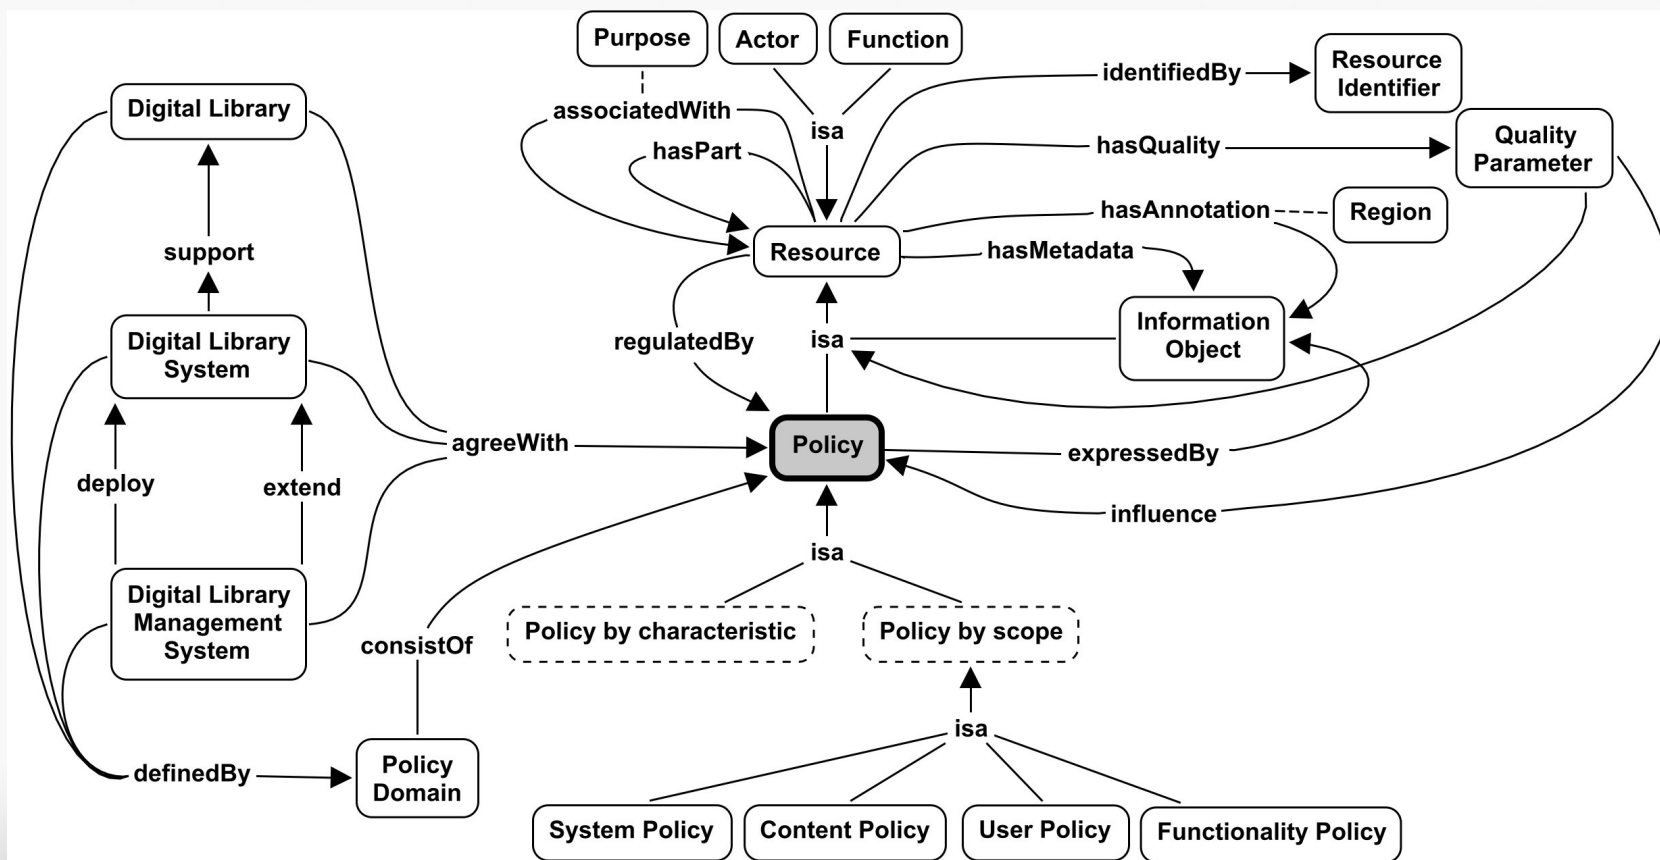 Purpose
Actor
Function
Resource
Identifier
identifiedBy
Digital Library
associatedWith
isa
hasPart
hasQuality
Quality
Parameter
hasAnnotation
Region
support
Resource
hasMetadata
Digital Library
System
regulatedBy
isa
Information
Object
agreeWith
Policy
expressedBy
deploy
extend
influence
isa
Digital Library
Management
System
consistOf
Policy by characteristic
Policy by scope
isa
definedBy
Policy
Domain
System Policy
Content Policy
User Policy
Functionality Policy